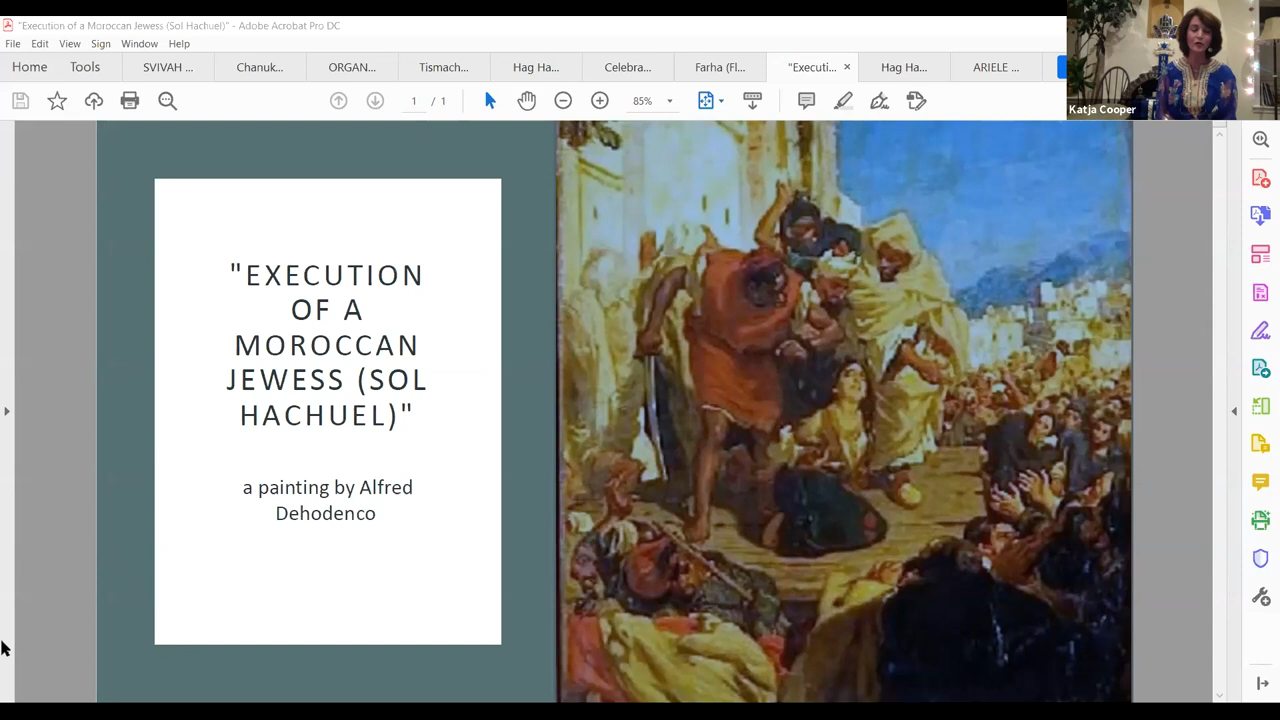 "Execution of a Moroccan Jewess (Sol Hachuel)" - Adobe Acrobat Pro DC
File Edit View Sign Window Help
Home Tools SVIVAH ... Chanuk... ORGAN... Tismach... Hag Ha... Celebra... Farha (Fl... "Executi... × Hag Ha... ARIELE ...
1 / 1 85%
Katja Cooper
"EXECUTION
OF A
MOROCCAN
JEWESS (SOL
HACHUEL)"
a painting by Alfred
Dehodenco